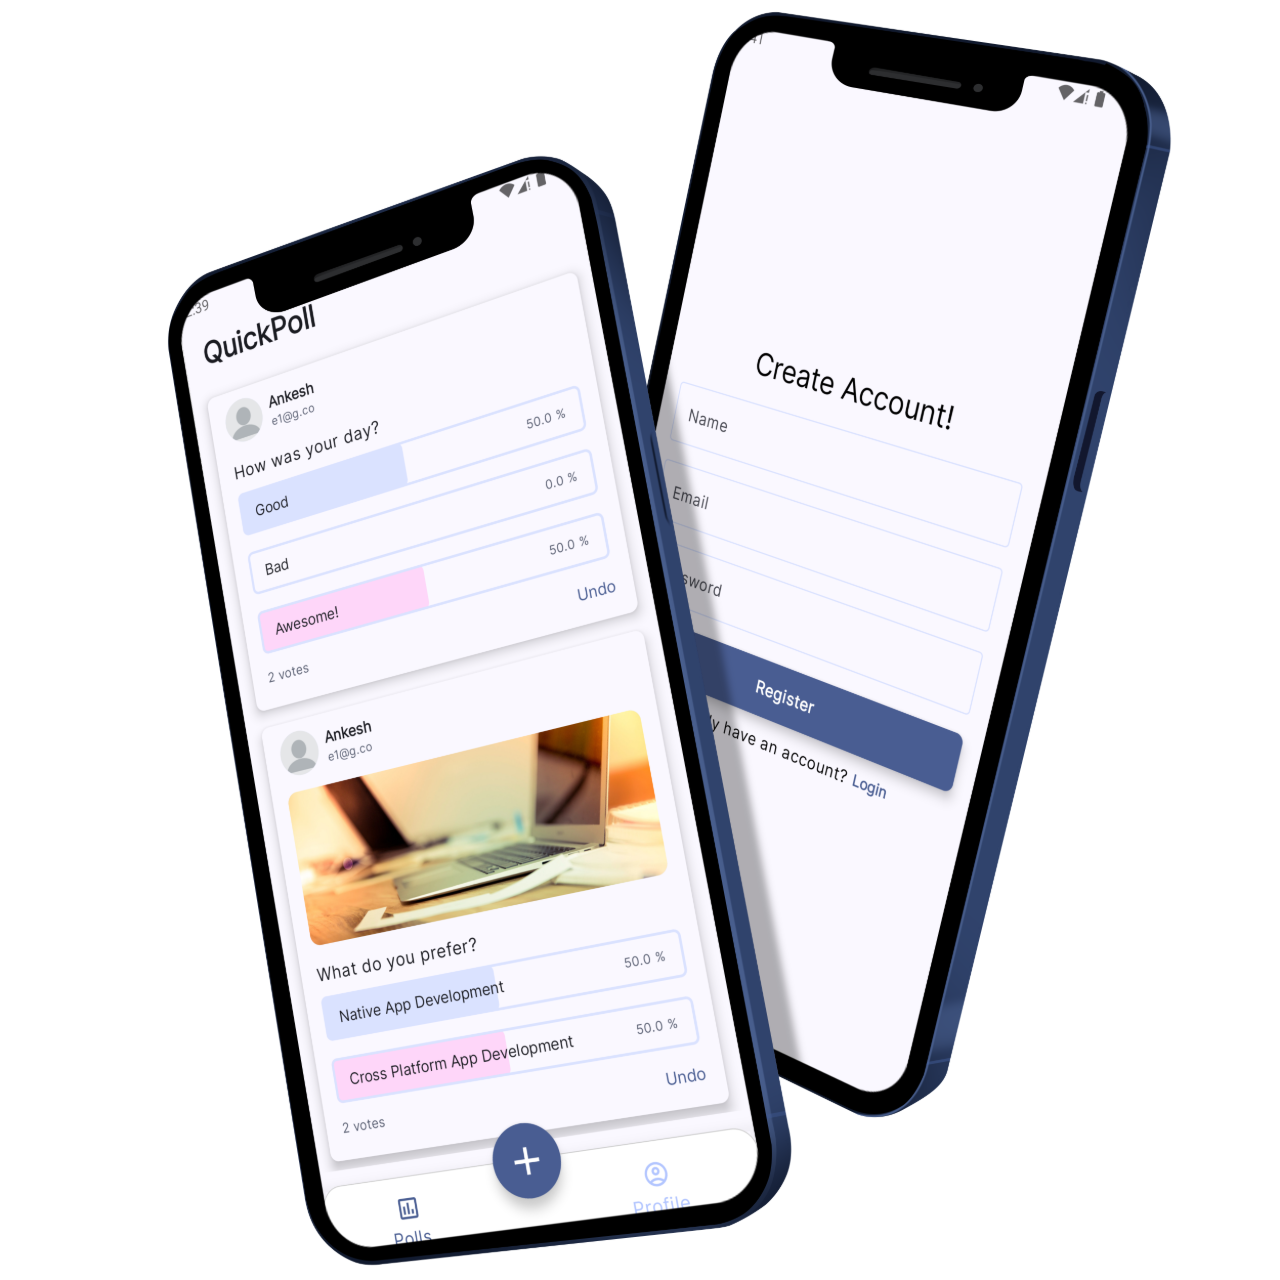 :39
QuickPoll
Ankesh
e1@g.co
How was your day?
Good 50.0 %
Bad 0.0 %
Awesome! 50.0 %
Undo
2 votes
Ankesh
e1@g.co
What do you prefer?
Native App Development 50.0 %
Cross Platform App Development 50.0 %
Undo
2 votes
Polls
Profile
Create Account!
Name
Email
sword
Register
y have an account? Login